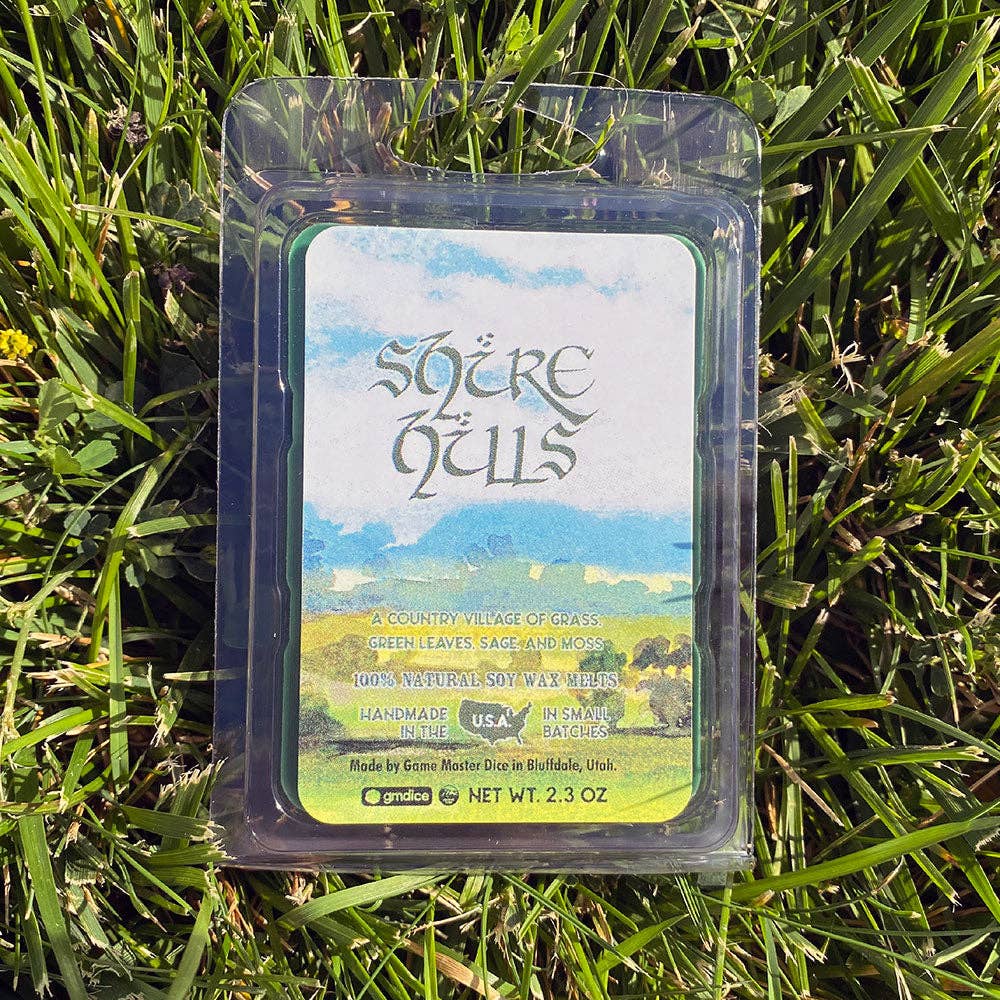 SHIRE
HILLS
A COUNTRY VILLAGE OF GRASS,
GREEN LEAVES, SAGE, AND MOSS
100% NATURAL SOY WAX MELTS
HANDMADE IN THE U.S.A. IN SMALL BATCHES
Made by Game Master Dice in Bluffdale, Utah.
gmdice NET WT. 2.3 OZ